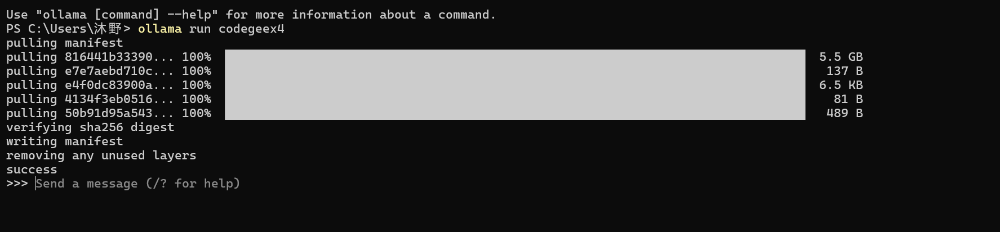 Use "ollama [command] --help" for more information about a command.
PS C:\Users\沐野> ollama run codegeex4
pulling manifest
pulling 816441b33390... 100% 5.5 GB
pulling e7e7aebd710c... 100% 137 B
pulling e4f0dc83900a... 100% 6.5 KB
pulling 4134f3eb0516... 100% 81 B
pulling 50b91d95a543... 100% 489 B
verifying sha256 digest
writing manifest
removing any unused layers
success
>>> Send a message (/? for help)